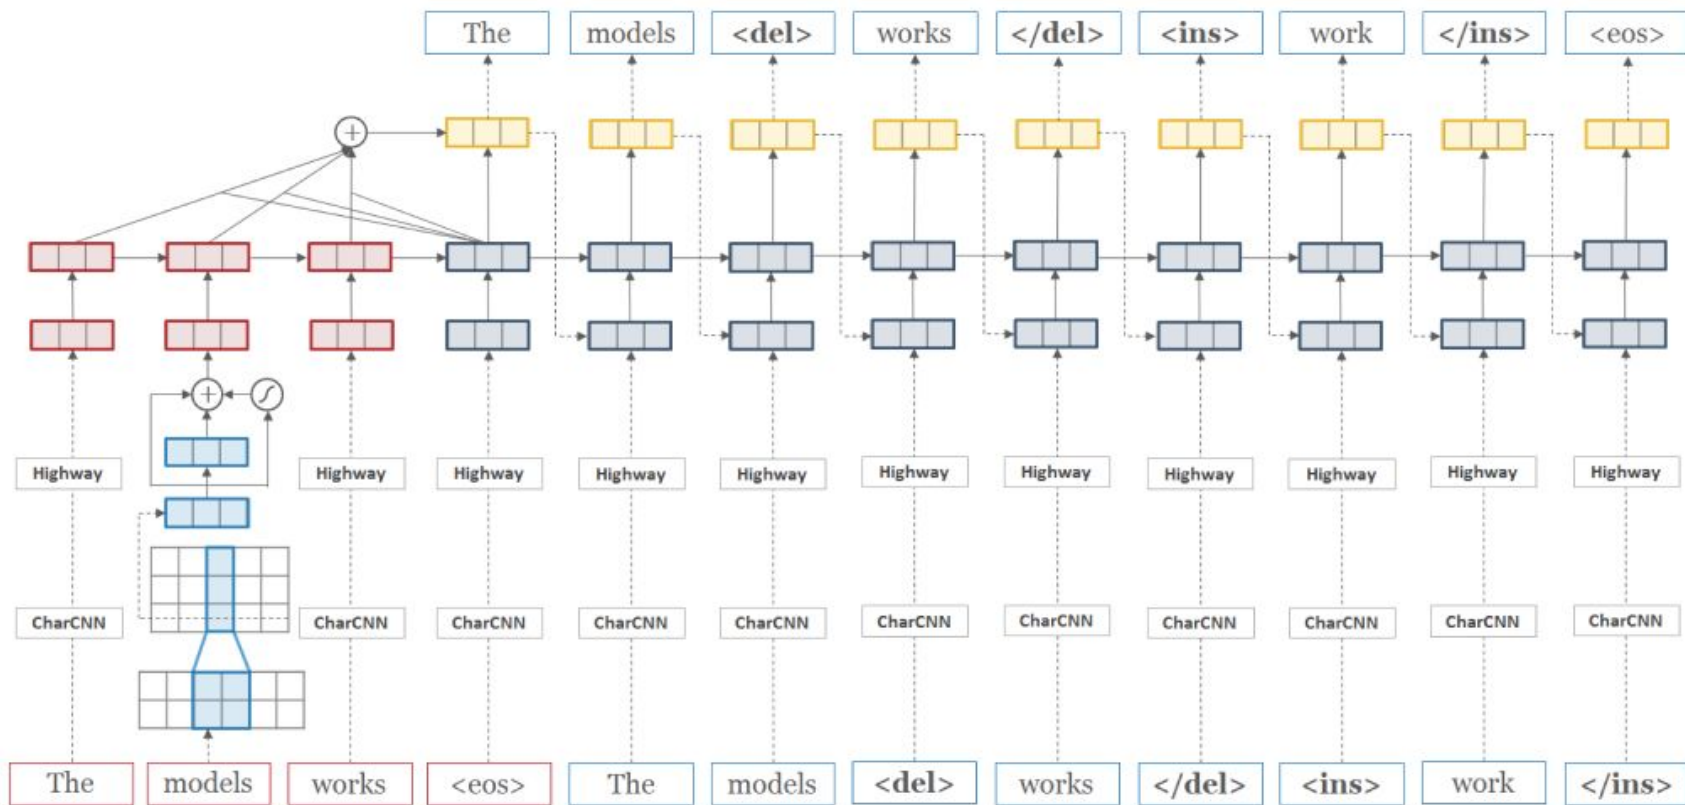 The models <del> works </del> <ins> work </ins> <eos>
Highway Highway Highway Highway Highway Highway Highway Highway Highway Highway Highway
CharCNN CharCNN CharCNN CharCNN CharCNN CharCNN CharCNN CharCNN CharCNN CharCNN CharCNN
The models works <eos> The models <del> works </del> <ins> work </ins>